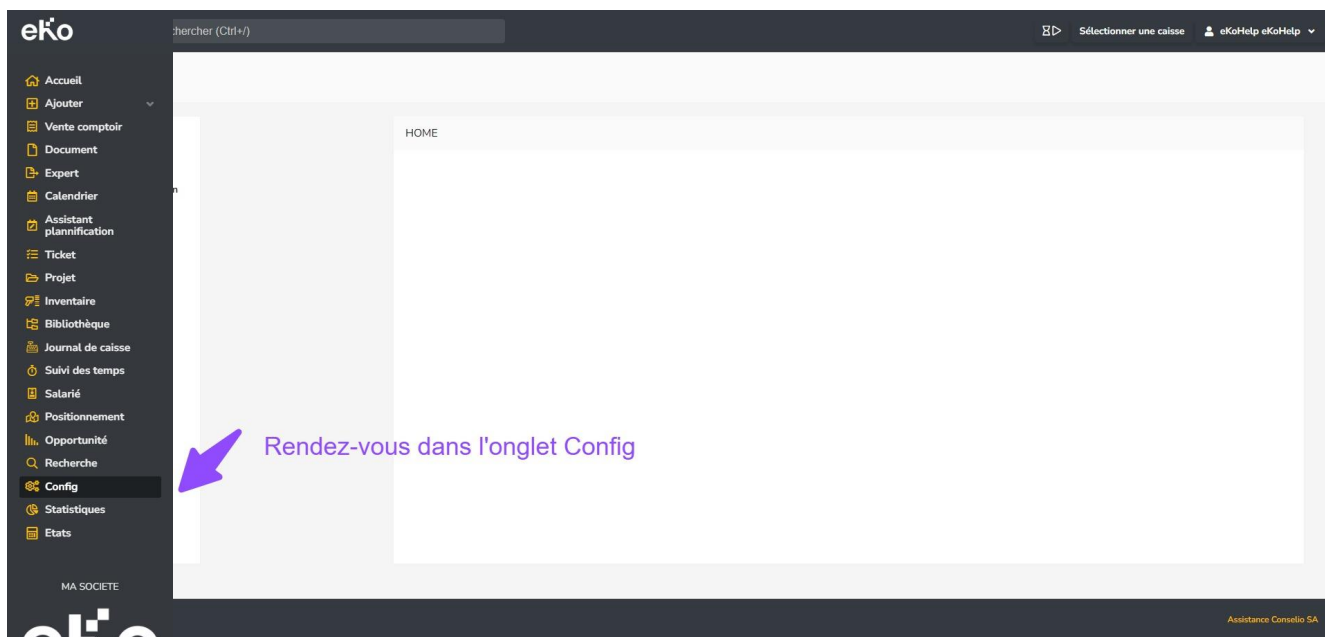 eko
chercher (Ctrl+/)
Sélectionner une caisse
eKoHelp eKoHelp
Accueil
Ajouter
Vente comptoir
Document
Expert
Calendrier
Assistant
plannification
Ticket
Projet
Inventaire
Bibliothèque
Journal de caisse
Suivi des temps
Salarié
Positionnement
Opportunité
Recherche
Config
Statistiques
Etats
MA SOCIETE
eko
HOME
n
Rendez-vous dans l'onglet Config
Assistance Conselio SA